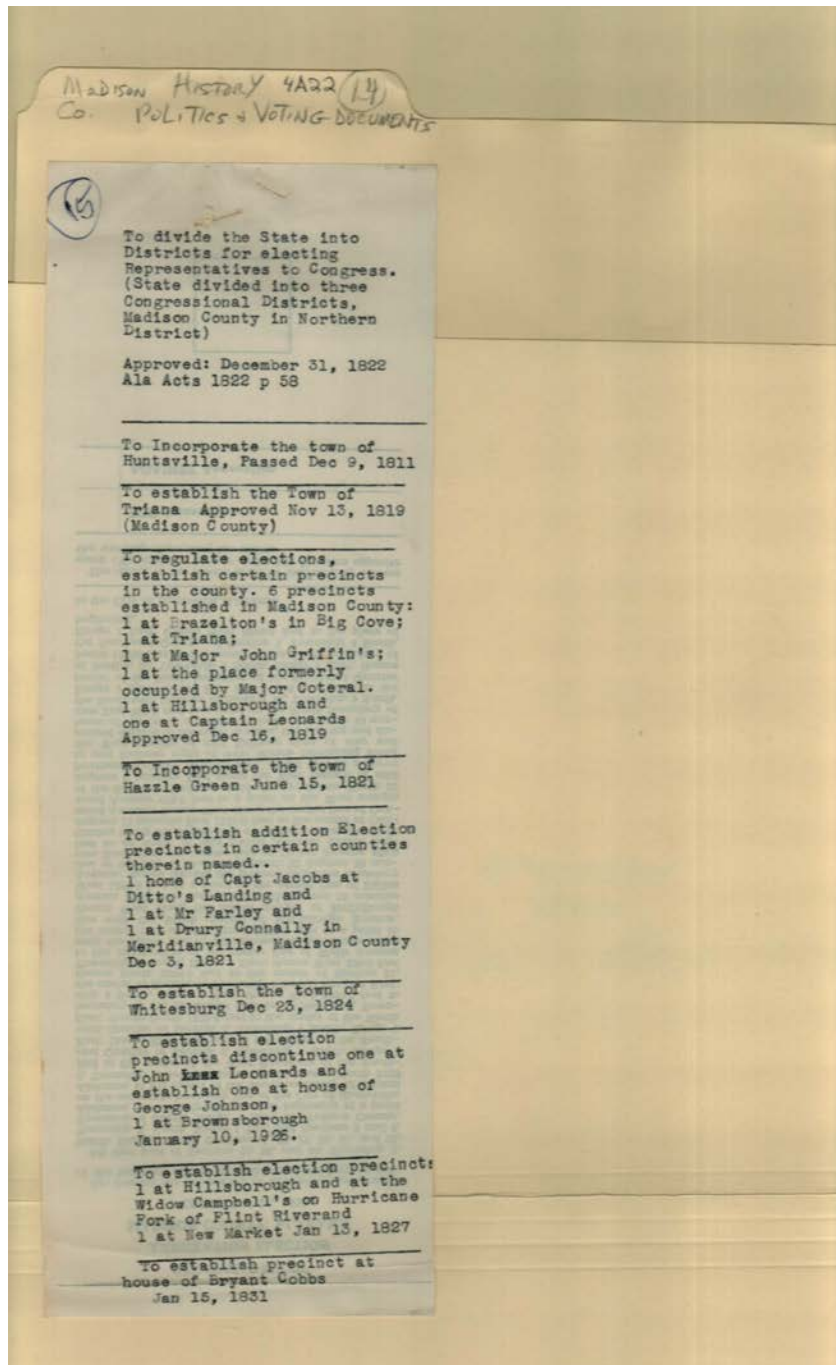 Madison History 4A22 14
Co. Politics & Voting Documents
15
To divide the State into
Districts for electing
Representatives to Congress.
(State divided into three
Congressional Districts,
Madison County in Northern
District)
Approved: December 31, 1822
Ala Acts 1822 p 58
To Incorporate the town of
Huntsville, Passed Dec 9, 1811
To establish the Town of
Triana Approved Nov 13, 1819
(Madison County)
To regulate elections,
establish certain precincts
in the county. 6 precincts
established in Madison County:
1 at Brazelton's in Big Cove;
1 at Triana;
1 at Major John Griffin's;
1 at the place formerly
occupied by Major Coteral.
1 at Hillsborough and
one at Captain Leonards
Approved Dec 16, 1819
To Incopporate the town of
Hazzle Green June 15, 1821
To establish addition Election
precincts in certain counties
therein named..
1 home of Capt Jacobs at
Ditto's Landing and
1 at Mr Farley and
1 at Drury Connally in
Meridianville, Madison County
Dec 3, 1821
To establish the town of
Whitesburg Dec 23, 1824
To establish election
precincts discontinue one at
John Leonards and
establish one at house of
George Johnson,
1 at Brownsborough
January 10, 1926.
To establish election precincts
1 at Hillsborough and at the
Widow Campbell's on Hurricane
Fork of Flint Riverand
1 at New Market Jan 13, 1827
To establish precinct at
house of Bryant Cobbs
Jan 15, 1831